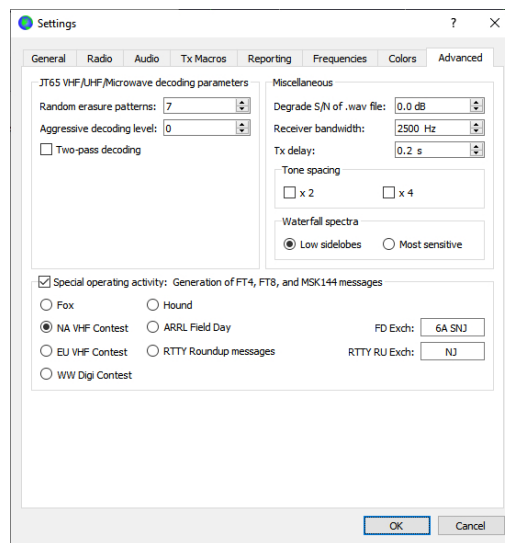 Settings
?
General Radio Audio Tx Macros Reporting Frequencies Colors Advanced
JT65 VHF/UHF/Microwave decoding parameters
Random erasure patterns: 7
Aggressive decoding level: 0
Two-pass decoding
Miscellaneous
Degrade S/N of .wav file: 0.0 dB
Receiver bandwidth: 2500 Hz
Tx delay: 0.2 s
Tone spacing
x 2 x 4
Waterfall spectra
Low sidelobes Most sensitive
Special operating activity: Generation of FT4, FT8, and MSK144 messages
Fox Hound
NA VHF Contest ARRL Field Day FD Exch: 6A SNJ
EU VHF Contest RTTY Roundup messages RTTY RU Exch: NJ
WW Digi Contest
OK Cancel